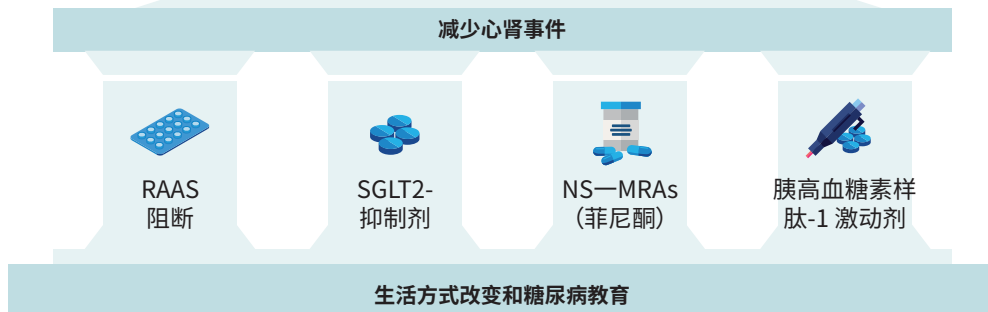 减少心肾事件
RAAS
阻断
SGLT2-
抑制剂
NS一MRAs
（菲尼酮）
胰高血糖素样
肽-1 激动剂
生活方式改变和糖尿病教育